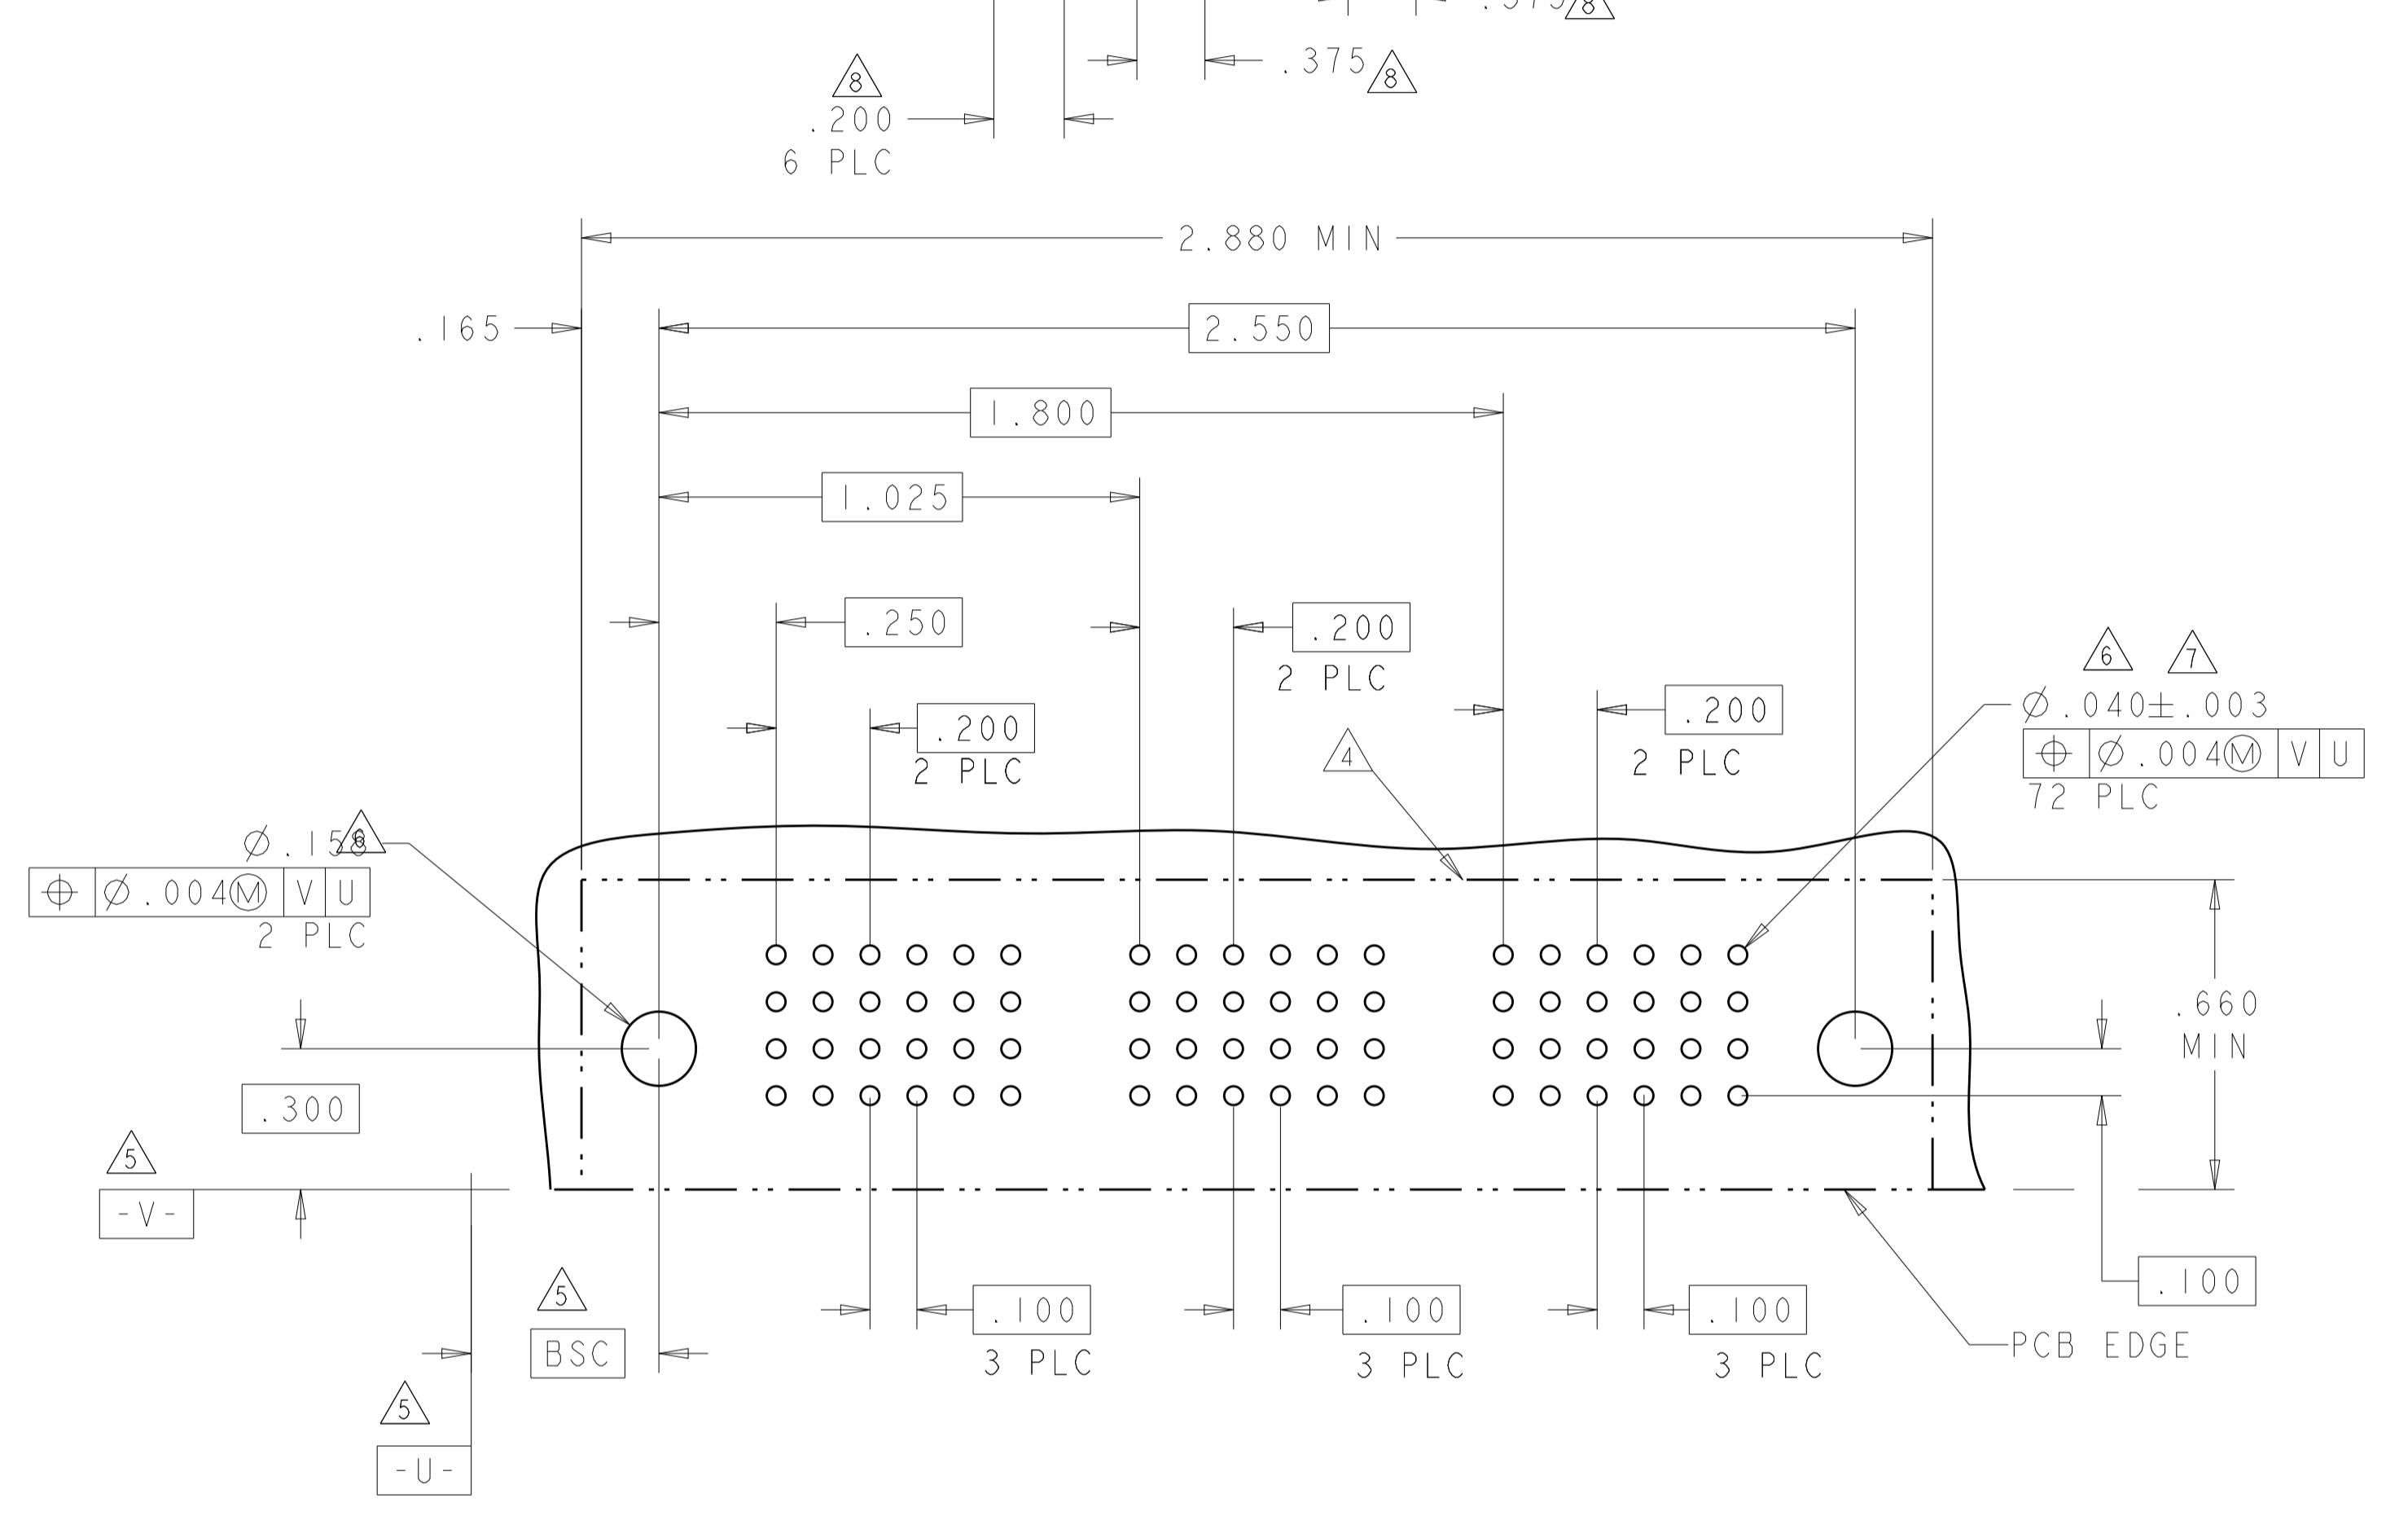 .375 8
.375 8
8
.200
6 PLC
2.880 MIN
.165
2.550
1.800
1.025
.250
.200
2 PLC
.200
2 PLC
.200
2 PLC
4
6 7
Ø.040±.003
⌖ Ø.004Ⓜ V U
72 PLC
⌖ Ø.004Ⓜ V U
2 PLC
.300
.660
MIN
5
-V-
5
BSC
5
-U-
.100
3 PLC
.100
3 PLC
.100
3 PLC
.100
PCB EDGE